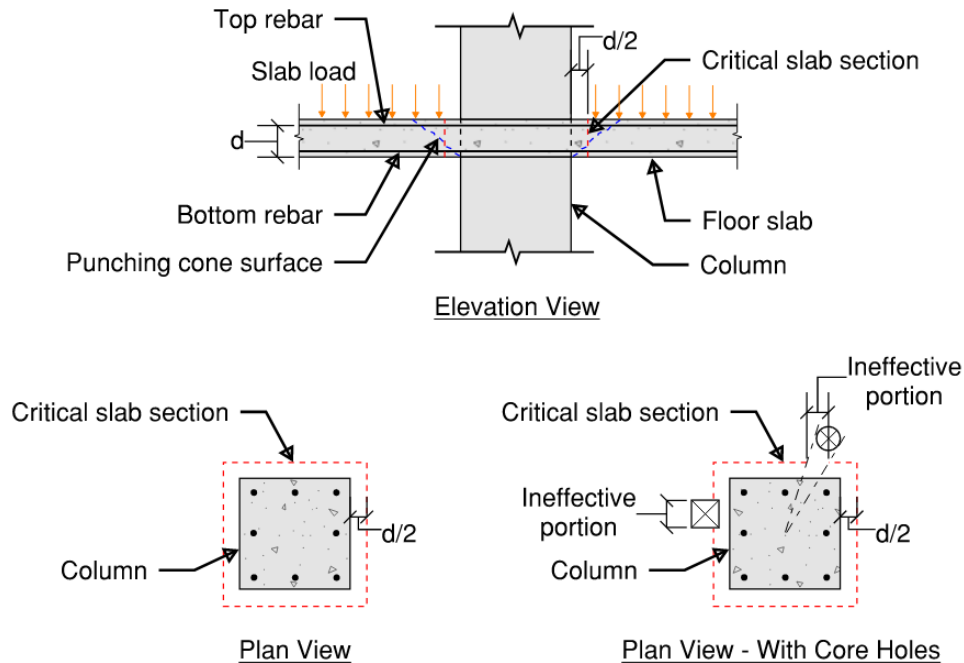 Top rebar
d/2
Critical slab section
Slab load
d
Bottom rebar
Floor slab
Punching cone surface
Column
Elevation View
Ineffective
portion
Critical slab section
Critical slab section
Ineffective
portion
d/2
d/2
Column
Column
Plan View
Plan View - With Core Holes